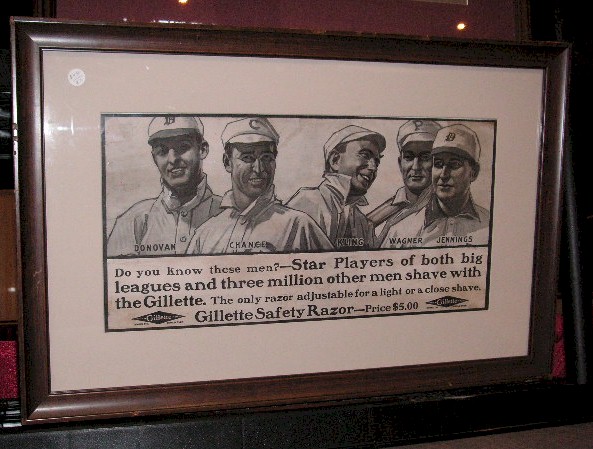 DONOVAN CHANCE KLING WAGNER JENNINGS
Do you know these men?—Star Players of both big
leagues and three million other men shave with
the Gillette. The only razor adjustable for a light or a close shave.
Gillette Gillette Safety Razor—Price $5.00 Gillette